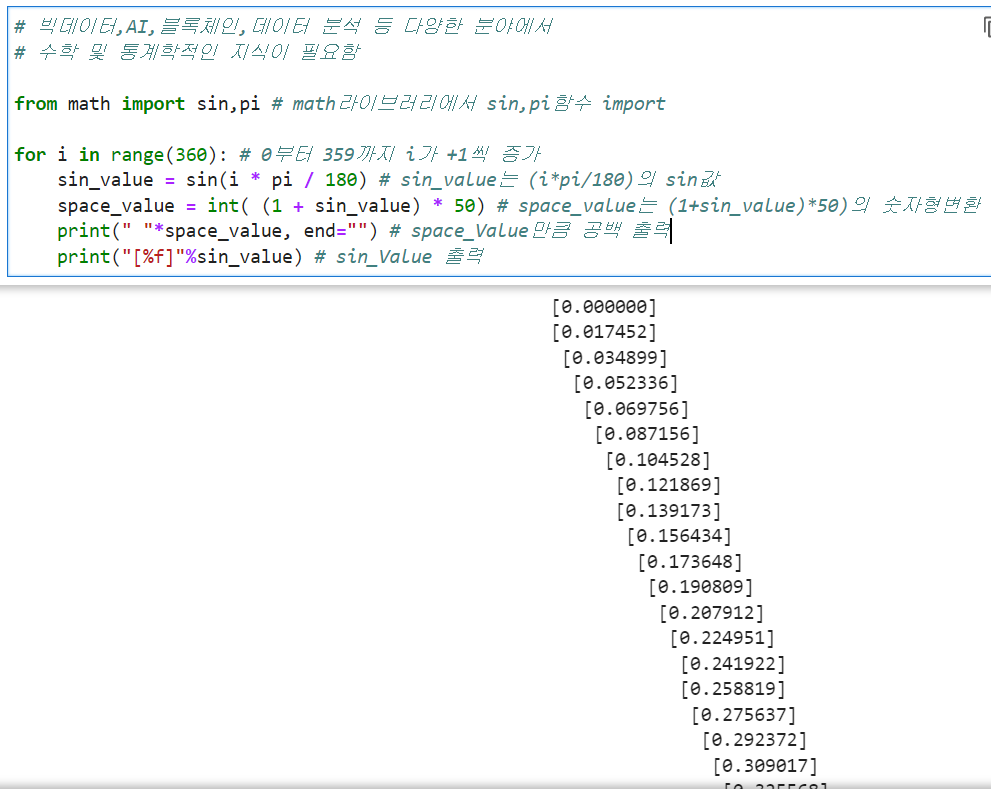 # 빅데이터,AI,블록체인,데이터 분석 등 다양한 분야에서
# 수학 및 통계학적인 지식이 필요함
from math import sin,pi # math라이브러리에서 sin,pi함수 import
for i in range(360): # 0부터 359까지 i가 +1씩 증가
    sin_value = sin(i * pi / 180) # sin_value는 (i*pi/180)의 sin값
    space_value = int( (1 + sin_value) * 50) # space_value는 (1+sin_value)*50)의 숫자형변환
    print(" "*space_value, end="") # space_Value만큼 공백 출력
    print("[%f]"%sin_value) # sin_Value 출력
[0.000000]
[0.017452]
[0.034899]
[0.052336]
[0.069756]
[0.087156]
[0.104528]
[0.121869]
[0.139173]
[0.156434]
[0.173648]
[0.190809]
[0.207912]
[0.224951]
[0.241922]
[0.258819]
[0.275637]
[0.292372]
[0.309017]
[0.325568]